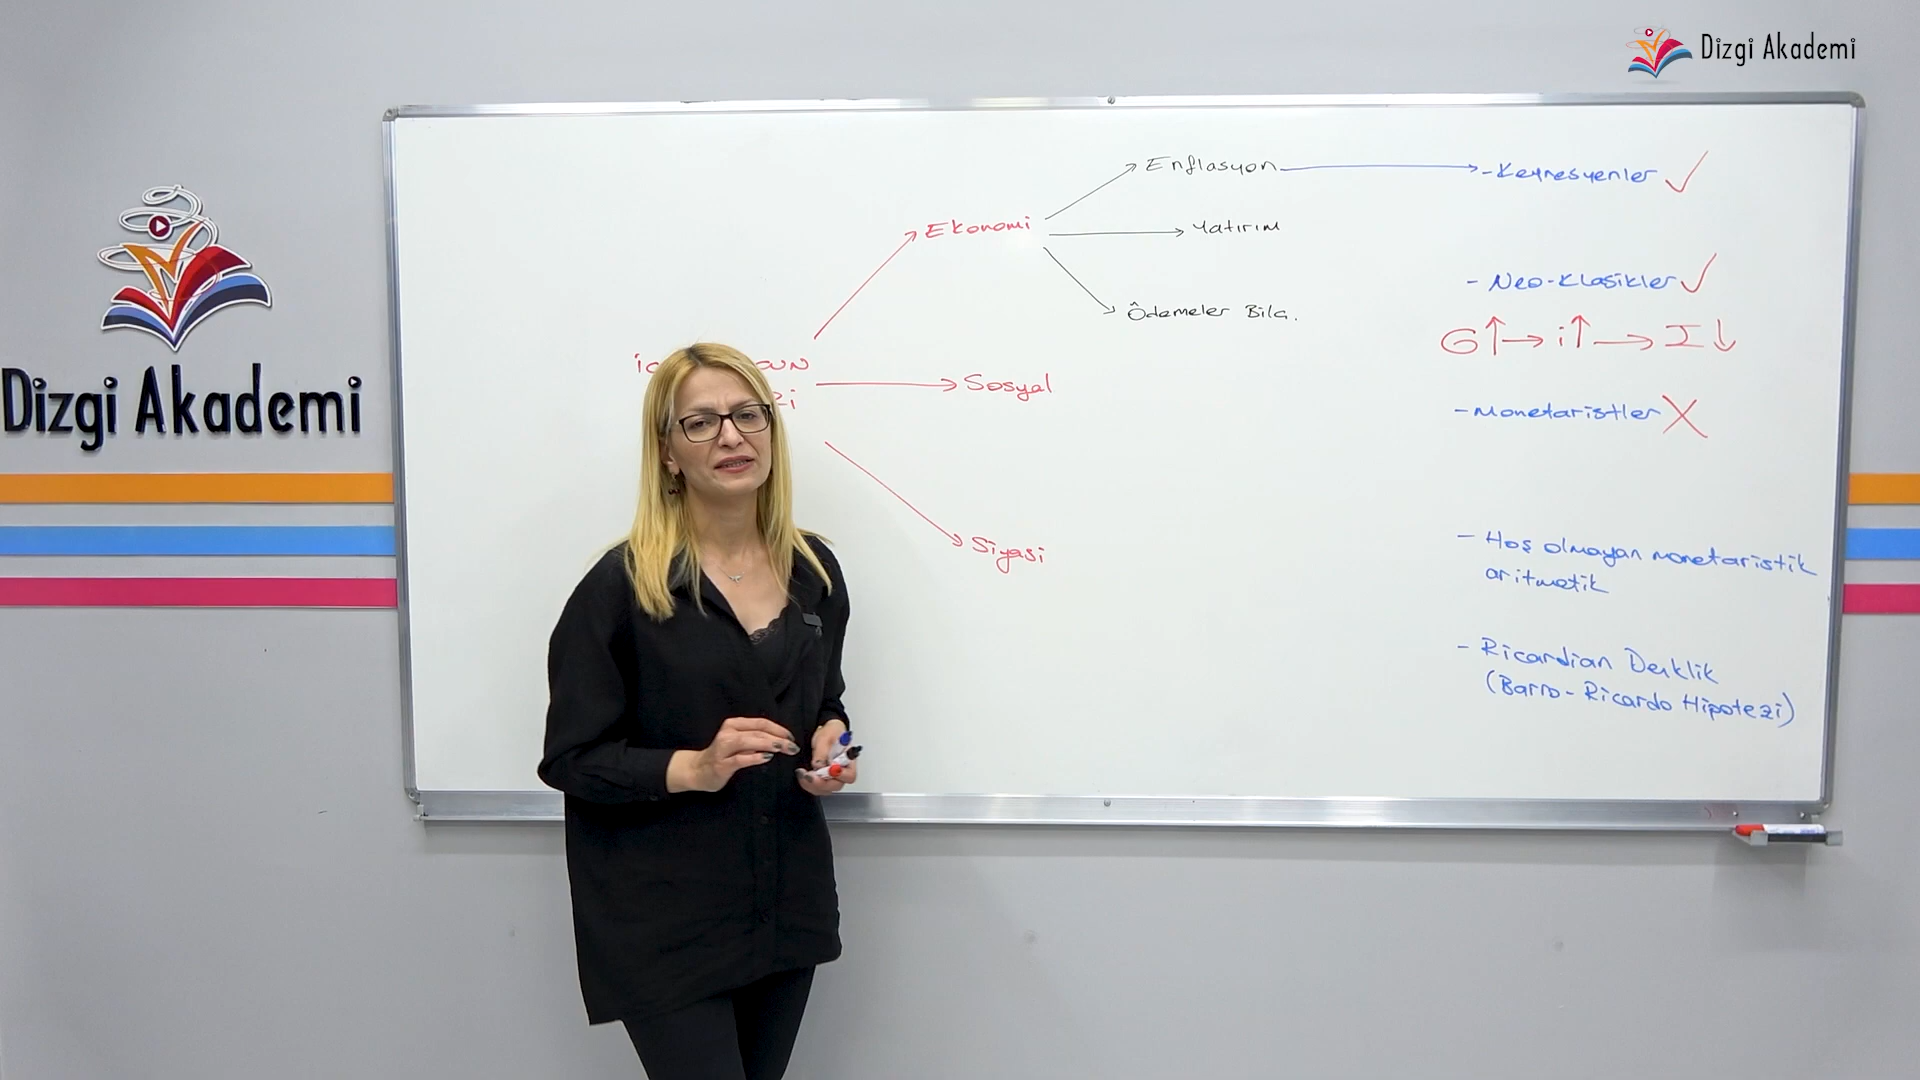 Dizgi Akademi
Dizgi Akademi
Enflasyon
- Keynesyenler ✓
Ekonomi
Yatırım
Ödemeler Bilo.
- Neo-Klasikler ✓
G↑→i↑→I↓
Sosyal
- Monetaristler X
Siyasi
- Hoş olmayan monetaristik
aritmetik
- Ricardian Denklik
(Barro-Ricardo Hipotezi)